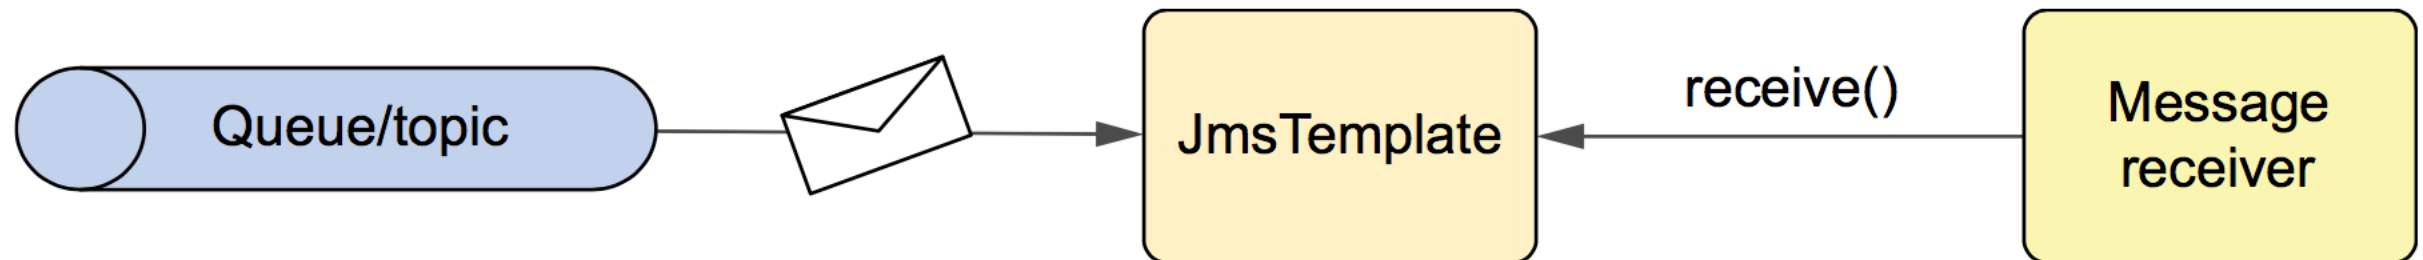 Queue/topic
JmsTemplate
receive()
Message
receiver